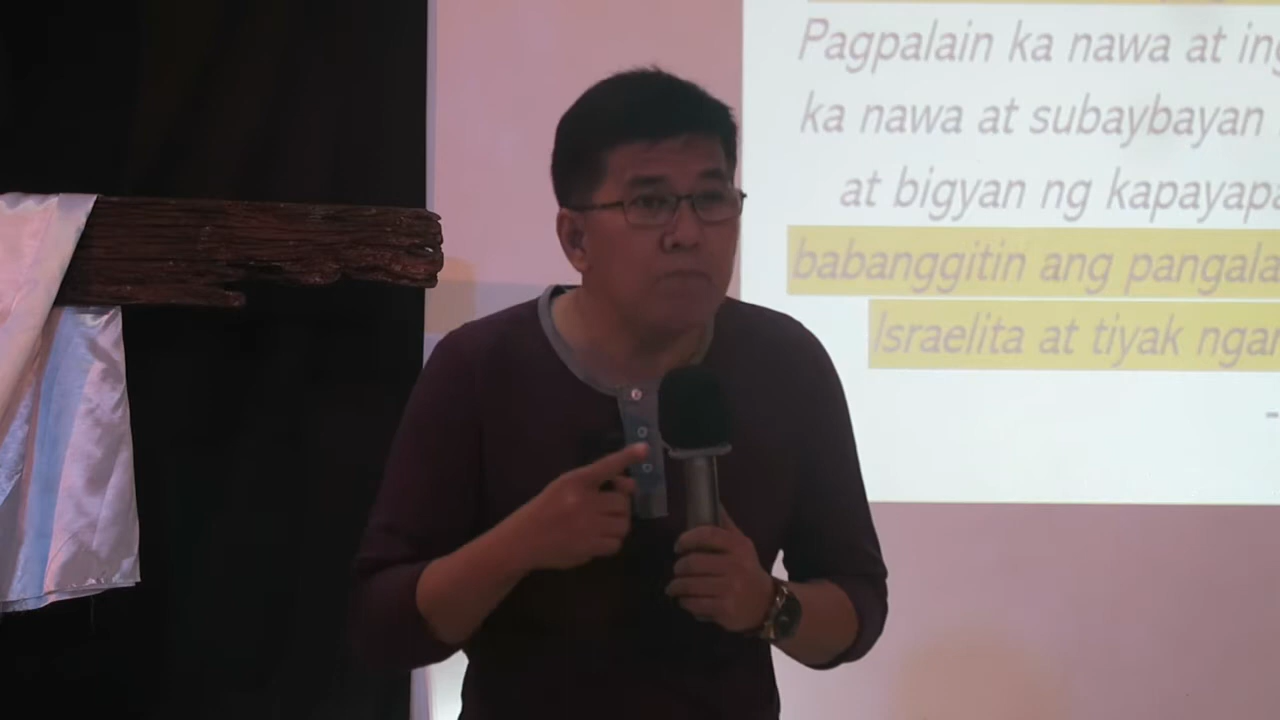 Pagpalain ka nawa at ing
ka nawa at subaybayan
at bigyan ng kapayapa
babanggitin ang pangala
Israelita at tiyak ngan
-